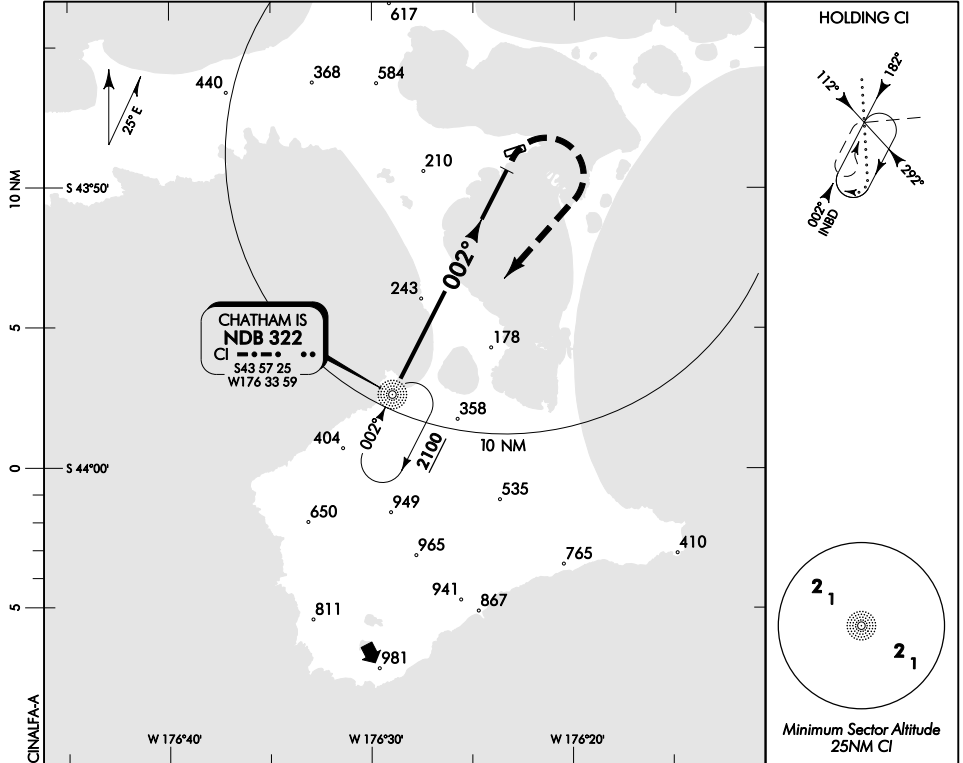 617
HOLDING CI
440
368
584
25° E
112°
182°
210
10 NM
S 43°50'
292°
002°
INBD
002°
243
CHATHAM IS
NDB 322
CI
S43 57 25
W176 33 59
5
178
358
404
002°
2100
10 NM
0
S 44°00'
535
949
650
965
765
410
941
867
5
811
981
2 1
2 1
CINALFA-A
W 176°40'
W 176°30'
W 176°20'
Minimum Sector Altitude
25NM CI